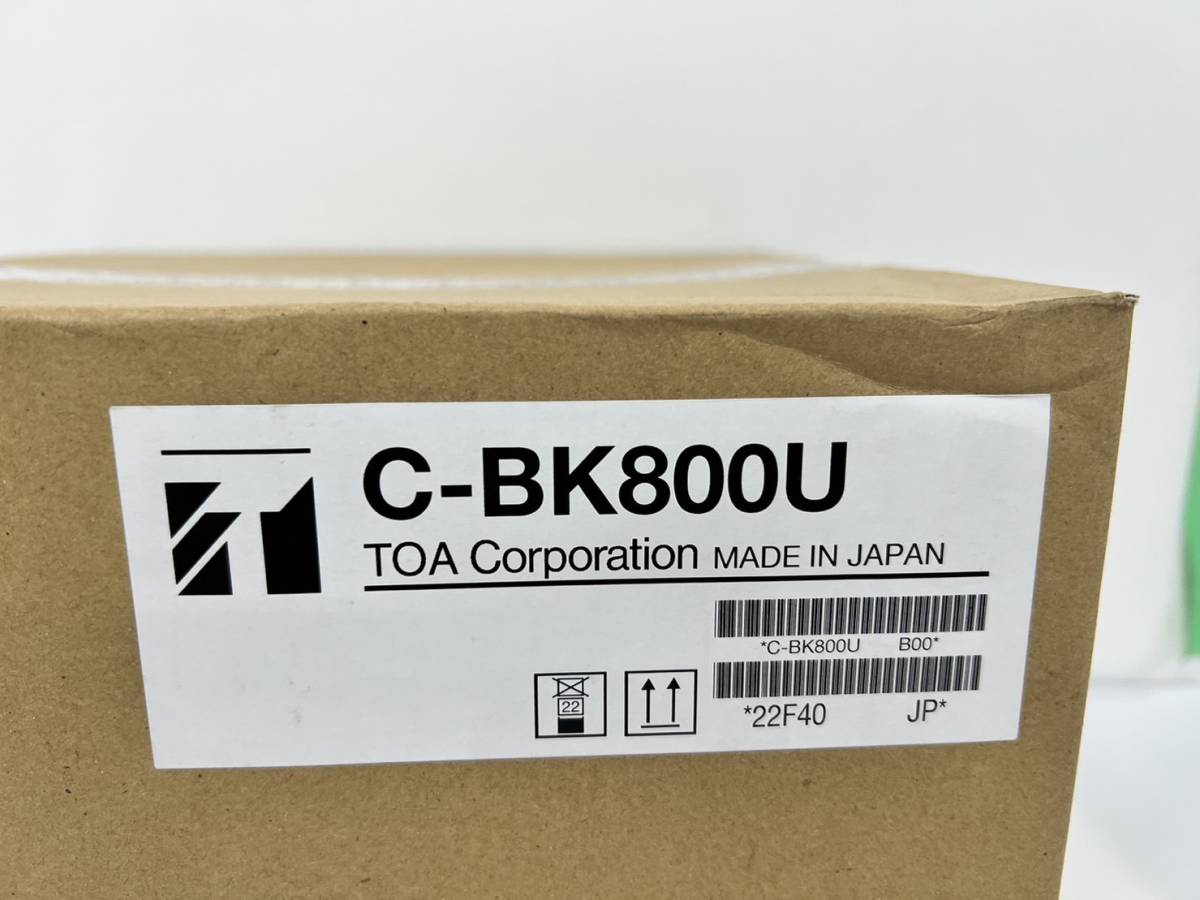 C-BK800U
TOA Corporation MADE IN JAPAN
*C-BK800U B00*
22
*22F40 JP*